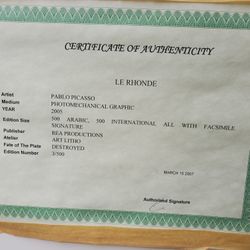 CERTIFICATE OF AUTHENTICITY
LE RHONDE
Artist PABLO PICASSO
Medium PHOTOMECHANICAL GRAPHIC
YEAR 2005
Edition Size 500 ARABIC, 500 INTERNATIONAL ALL WITH FACSIMILE
SIGNATURE
Publisher BEA PRODUCTIONS
Atelier ART LITHO
Fate of The Plate DESTROYED
Edition Number 3/500
MARCH 15 2007
Authorized Signature